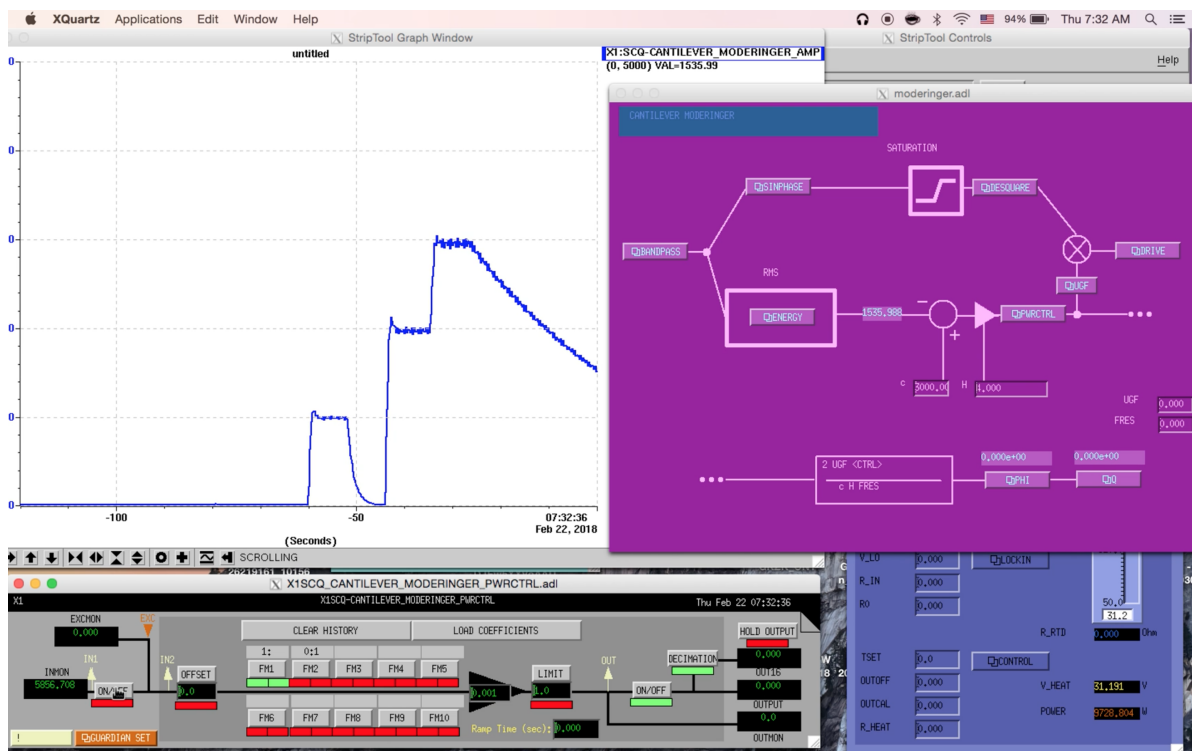 XQuartz Applications Edit Window Help 94% Thu 7:32 AM
StripTool Graph Window
StripTool Controls
untitled
X1:SCQ-CANTILEVER_MODERINGER_AMP
(0, 5000) VAL=1535.99
Help
moderinger.adl
CANTILEVER MODERINGER
SATURATION
SINPHASE
DESQUARE
BANDPASS
DRIVE
RMS
UGF
ENERGY
1535,988
PWRCTRL
C 3000.00 H
UGF 0.000
FRES 0.000
2 UGF <CTRL>
c H FRES
0.000e+00 0.000e+00
PHI Q
0
0
0
0
0
0
-100 -50 07:32:36
Feb 22, 2018
(Seconds)
SCROLLING
X1SCQ_CANTILEVER_MODERINGER_PWRCTRL.adl
X1 X1SCQ-CANTILEVER_MODERINGER_PWRCTRL Thu Feb 22 07:32:36
EXCMON
0.000
EXC
CLEAR HISTORY LOAD COEFFICIENTS
HOLD OUTPUT
0.000
OUT16
0.000
OUTPUT
0.0
OUTMON
INMON
5856.708
IN1
ON/OFF
IN2
OFFSET
0.0
1: 0:1
FM1 FM2 FM3 FM4 FM5
FM6 FM7 FM8 FM9 FM10
0.001
LIMIT
1.0
OUT
ON/OFF
DECIMATION
Ramp Time (sec): 0.000
! GUARDIAN SET
V_LO 0.000 LOCKIN
R_IN 0.000
R0 0.000
50.0
31.2
R_RTD 0.000 Ohm
TSET 0.0 CONTROL
OUTOFF 0.000
V_HEAT 31.191 V
OUTCAL 0.000
POWER 9728.804 W
R_HEAT 0.000